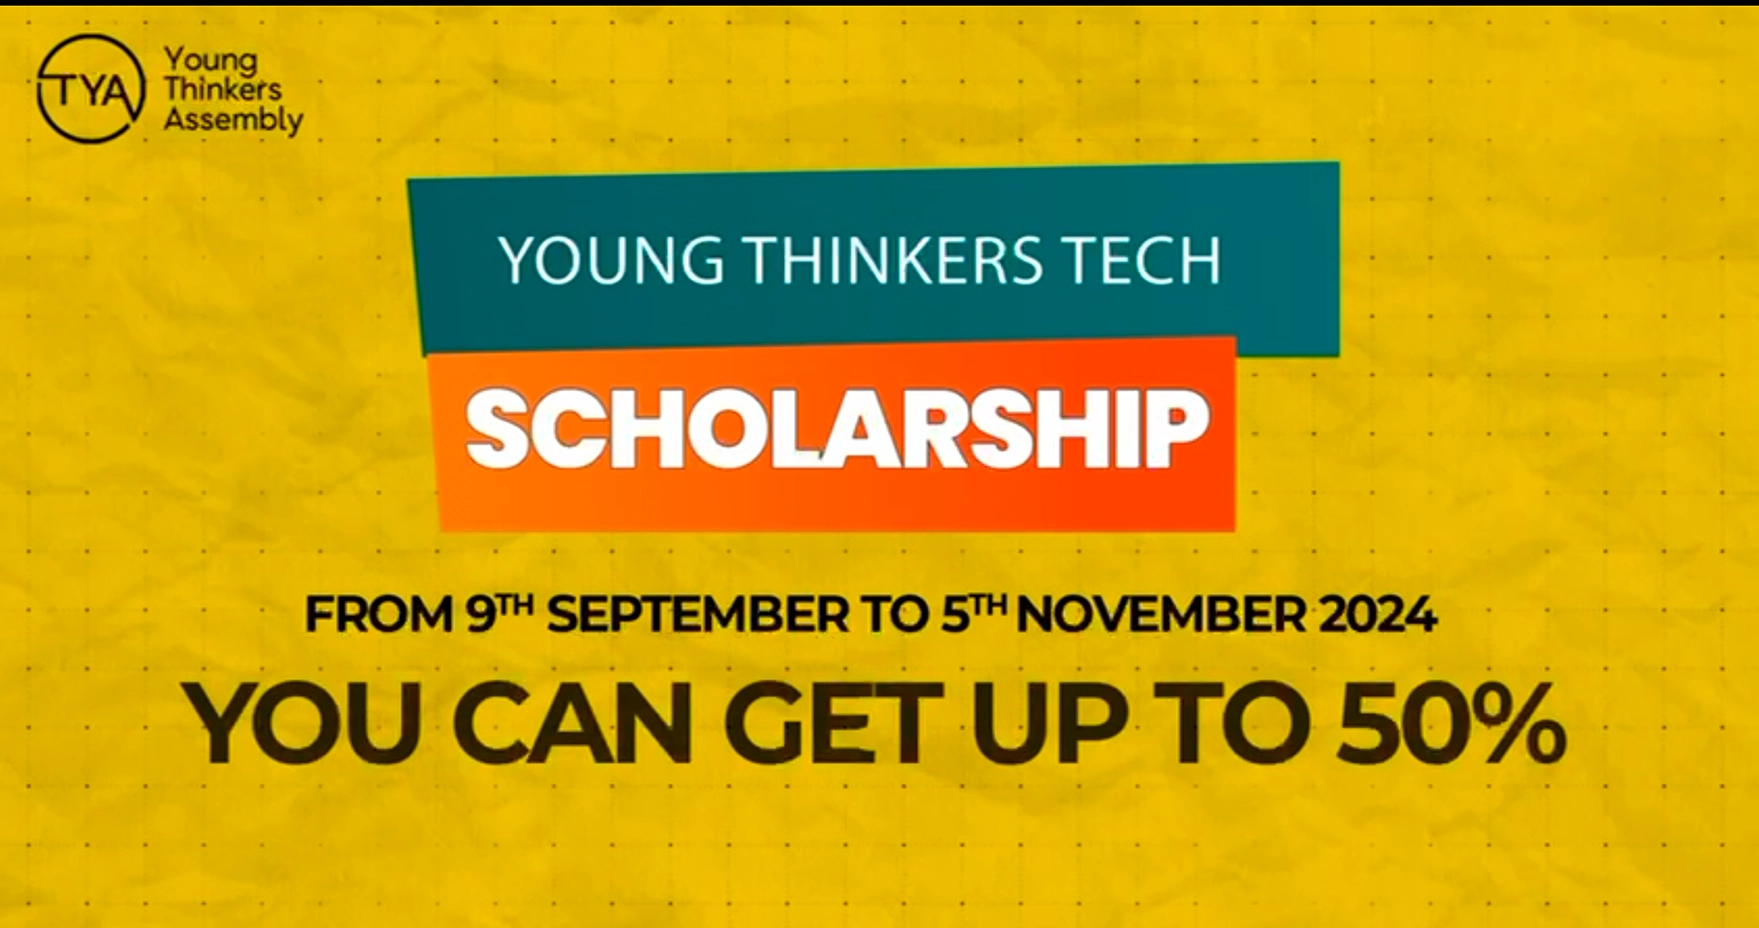 TYA
Young
Thinkers
Assembly
YOUNG THINKERS TECH
SCHOLARSHIP
FROM 9TH SEPTEMBER TO 5TH NOVEMBER 2024
YOU CAN GET UP TO 50%